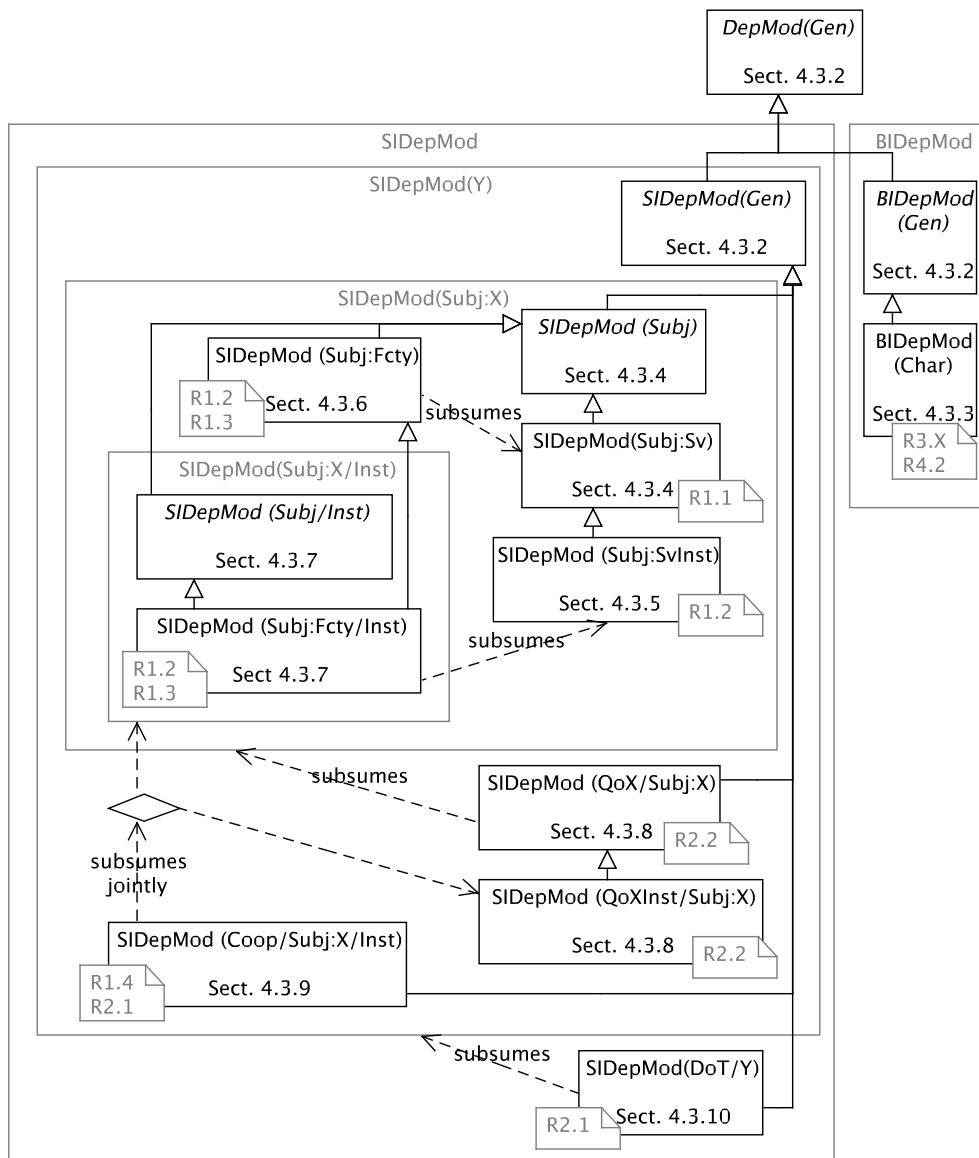 DepMod(Gen)
Sect. 4.3.2
SIDepMod
BIDepMod
SIDepMod(Y)
SIDepMod(Gen)
Sect. 4.3.2
BIDepMod
(Gen)
Sect. 4.3.2
SIDepMod(Subj:X)
SIDepMod (Subj)
Sect. 4.3.4
BIDepMod
(Char)
Sect. 4.3.3
R3.X
R4.2
SIDepMod (Subj:Fcty)
Sect. 4.3.6
R1.2
R1.3
subsumes
SIDepMod(Subj:Sv)
Sect. 4.3.4
R1.1
SIDepMod(Subj:X/Inst)
SIDepMod (Subj/Inst)
Sect. 4.3.7
SIDepMod (Subj:SvInst)
Sect. 4.3.5
R1.2
SIDepMod (Subj:Fcty/Inst)
Sect 4.3.7
R1.2
R1.3
subsumes
subsumes
SIDepMod (QoX/Subj:X)
Sect. 4.3.8
R2.2
subsumes
jointly
SIDepMod (QoXInst/Subj:X)
Sect. 4.3.8
R2.2
SIDepMod (Coop/Subj:X/Inst)
Sect. 4.3.9
R1.4
R2.1
subsumes
SIDepMod(DoT/Y)
Sect. 4.3.10
R2.1